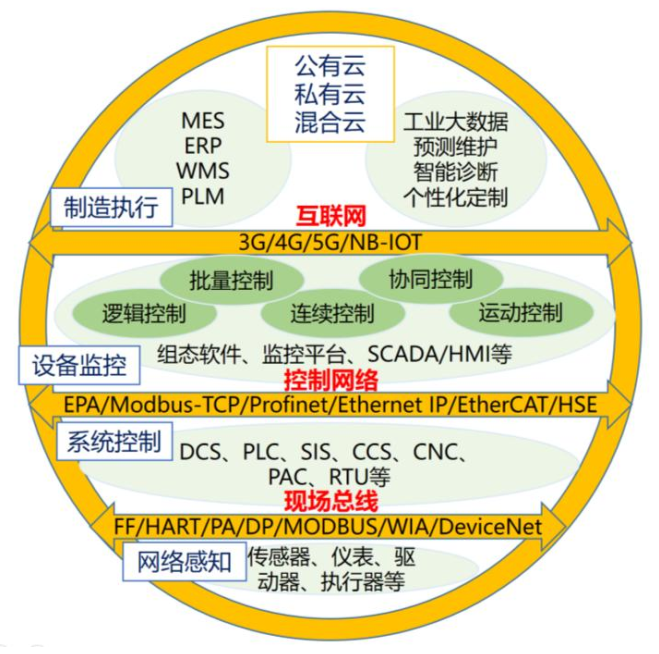 公有云
私有云
混合云
MES
ERP
WMS
PLM
工业大数据
预测维护
智能诊断
个性化定制
制造执行
互联网
3G/4G/5G/NB-IOT
批量控制
协同控制
逻辑控制
连续控制
运动控制
组态软件、监控平台、SCADA/HMI等
设备监控
控制网络
EPA/Modbus-TCP/Profinet/Ethernet IP/EtherCAT/HSE
系统控制
DCS、PLC、SIS、CCS、CNC、
PAC、RTU等
现场总线
FF/HART/PA/DP/MODBUS/WIA/DeviceNet
网络感知
传感器、仪表、驱
动器、执行器等